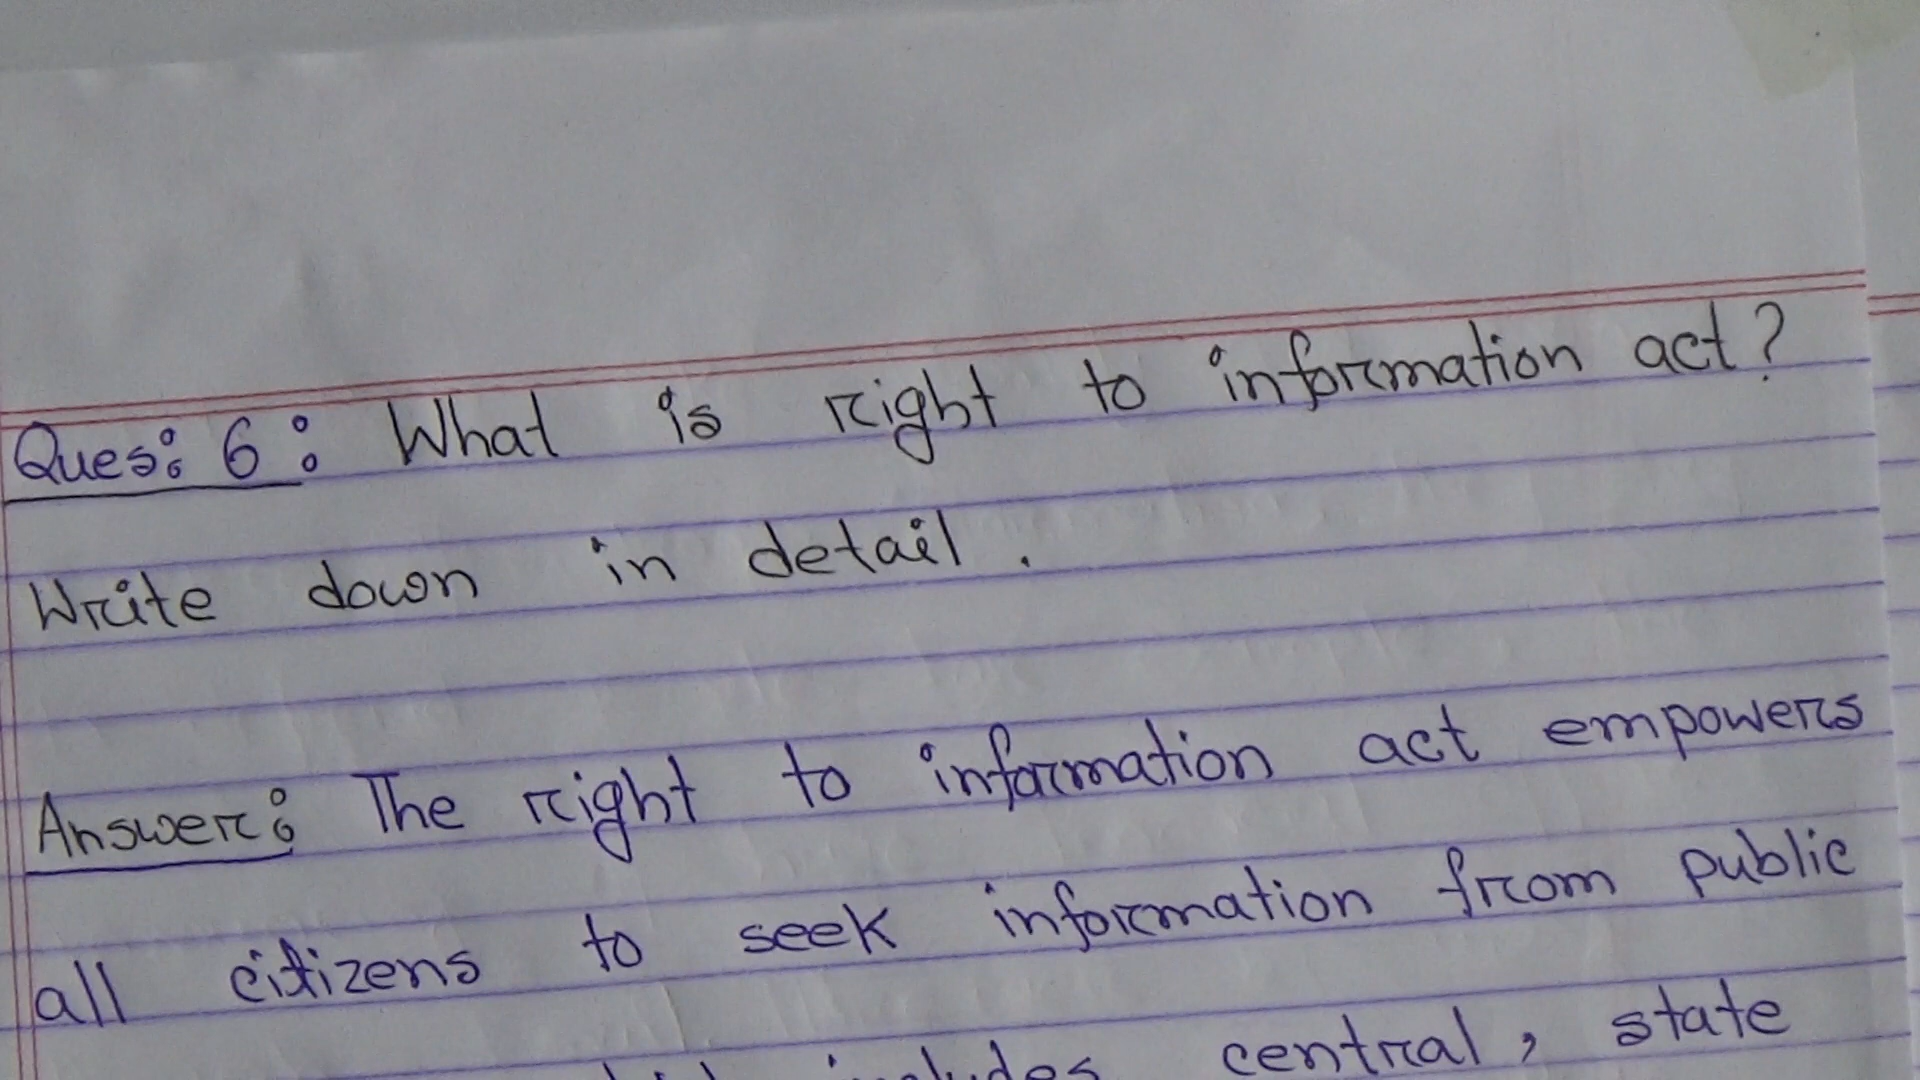 Ques: 6: What is right to information act?
Write down in detail.
Answer: The right to information act empowers
all citizens to seek information from public
includes central, state